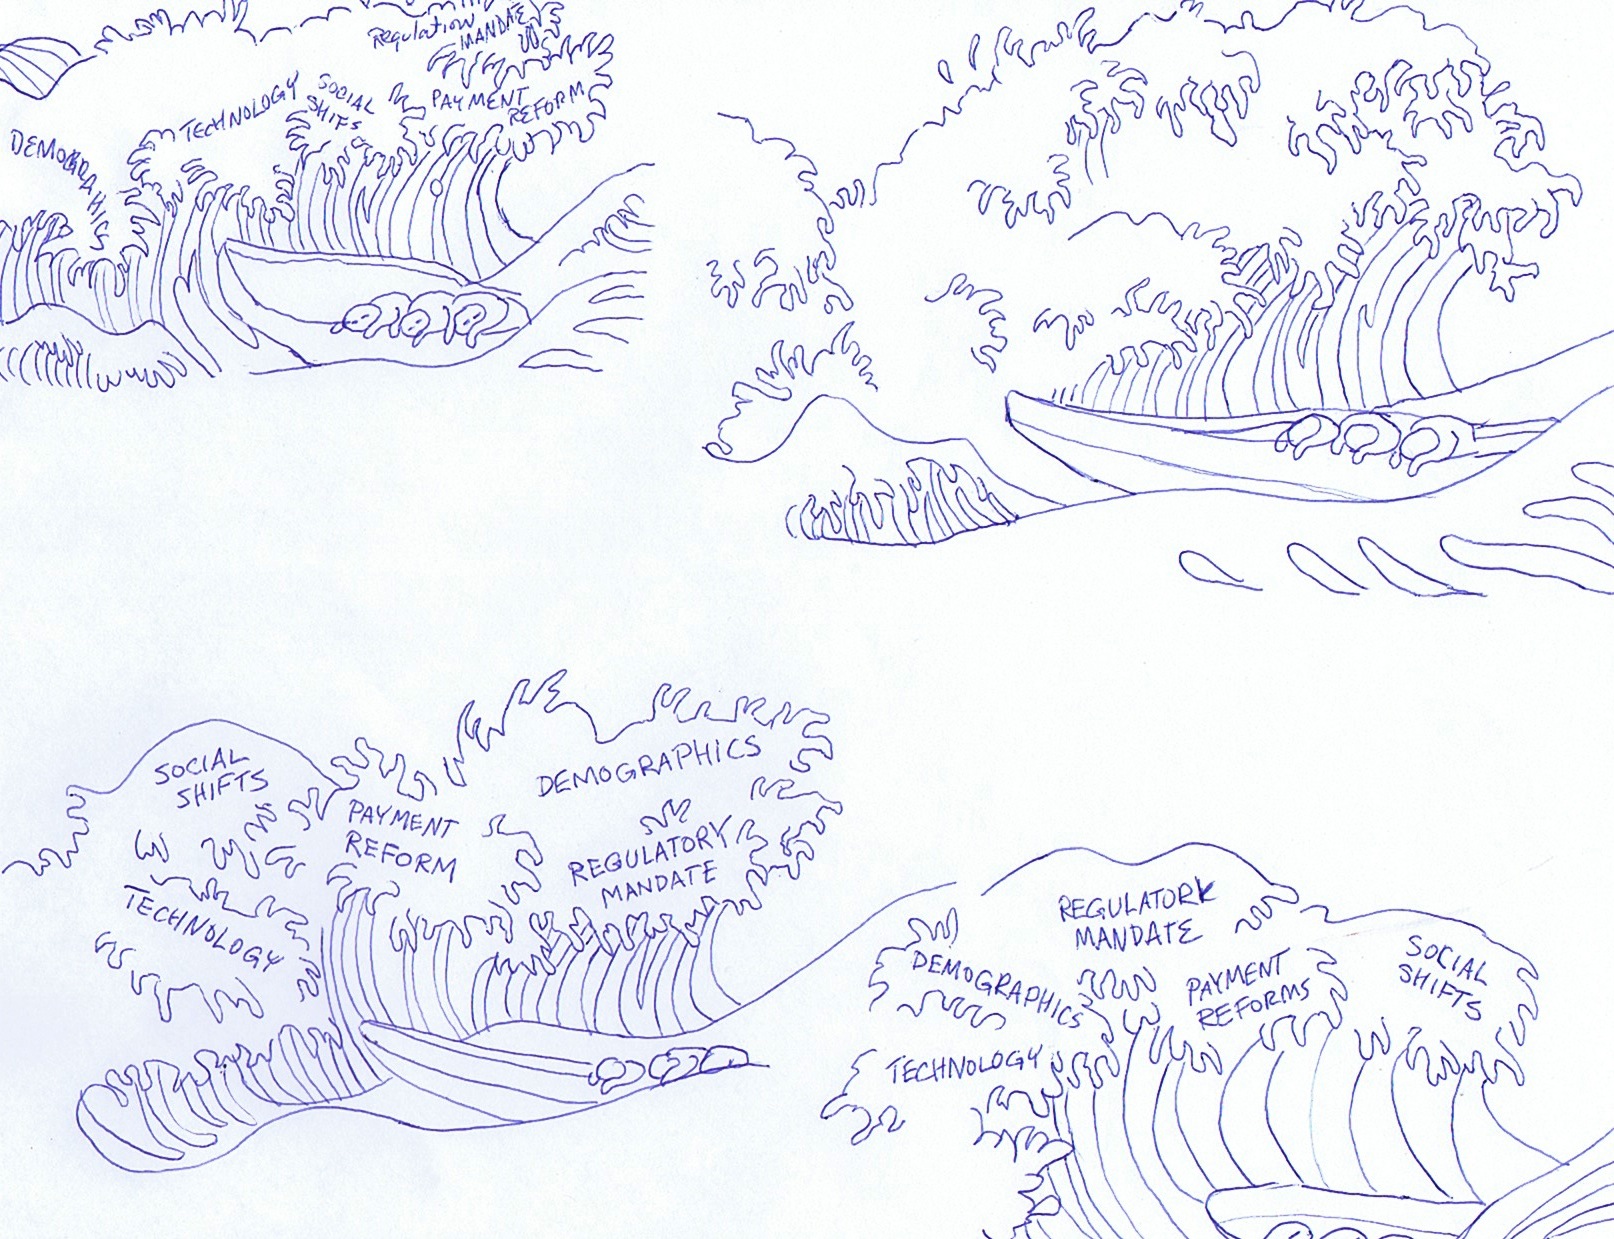 Regulation
MANDATE
TECHNOLOGY
SOCIAL
SHIFS
PAYMENT
REFORM
DEMOGRAPHICS
SOCIAL
SHIFTS
PAYMENT
REFORM
DEMOGRAPHICS
REGULATORY
MANDATE
TECHNOLOGY
REGULATORY
MANDATE
DEMOGRAPHICS
PAYMENT
REFORMS
SOCIAL
SHIFTS
TECHNOLOGY